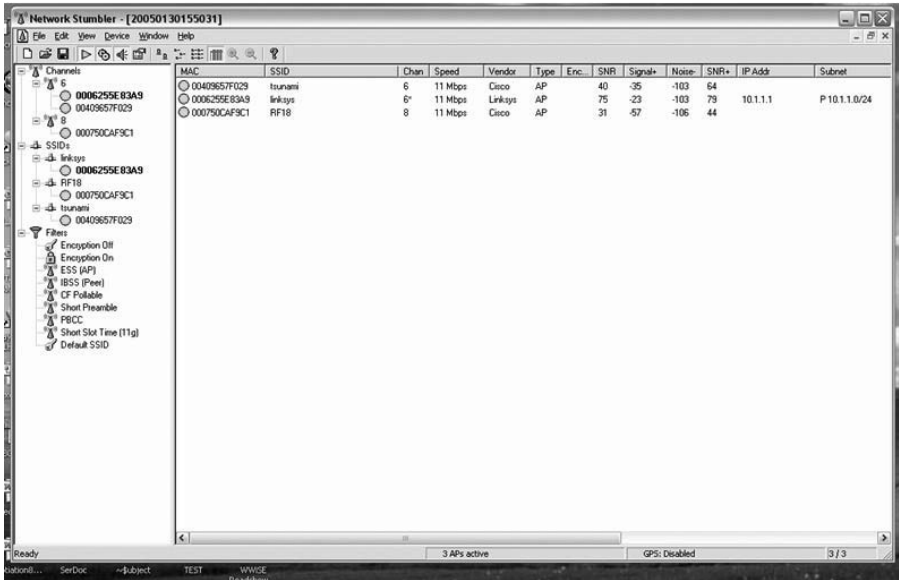 Network Stumbler - [20050130155031]
File Edit View Device Window Help
Channels
6
0006255E83A9
00409657F029
8
000750CAF9C1
SSIDs
linksys
0006255E83A9
RF18
000750CAF9C1
tsunami
00409657F029
Filters
Encryption Off
Encryption On
ESS (AP)
IBSS (Peer)
CF Pollable
Short Preamble
PBCC
Short Slot Time (11g)
Default SSID
MAC SSID Chan Speed Vendor Type Enc... SNR Signal+ Noise- SNR+ IP Addr Subnet
00409657F029 tsunami 6 11 Mbps Cisco AP 40 -35 -103 64
0006255E83A9 linksys 6* 11 Mbps Linksys AP 75 -23 -103 79 10.1.1.1 P 10.1.1.0/24
000750CAF9C1 RF18 8 11 Mbps Cisco AP 31 -57 -106 44
Ready 3 APs active GPS: Disabled 3 / 3
SerDoc ~$ubject TEST WWISE
Roadshow